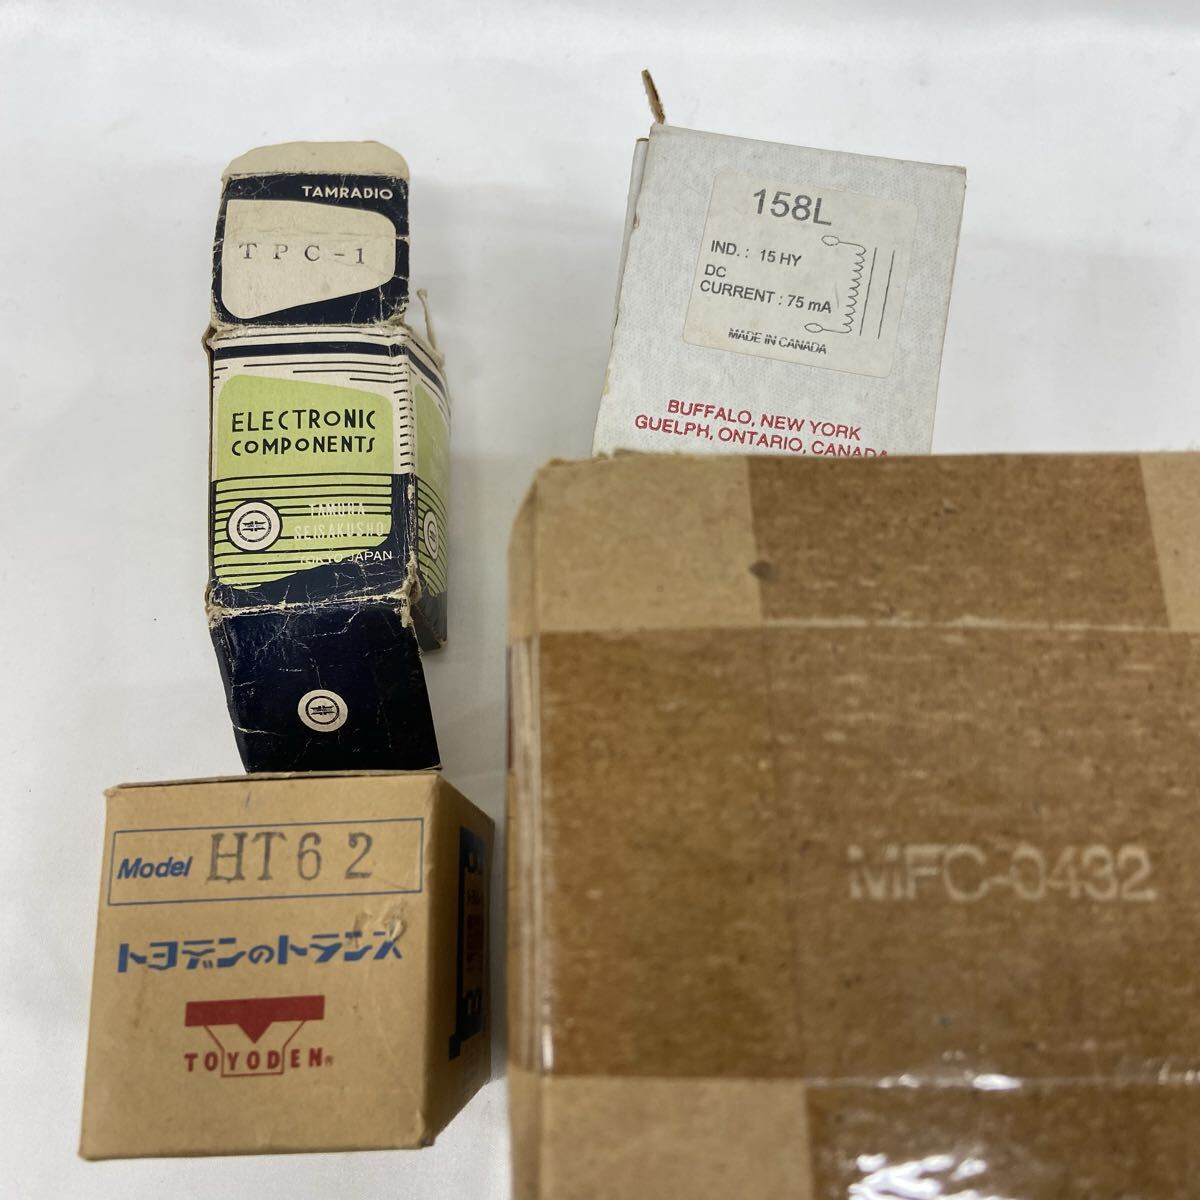 TAMRADIO
TPC-1
ELECTRONIC
COMPONENTS
TAMURA
SEISAKUSHO
TOKYO JAPAN
158L
IND. : 15 HY
DC
CURRENT : 75 mA
MADE IN CANADA
BUFFALO, NEW YORK
GUELPH, ONTARIO, CANADA
Model HT62
トヨデンのトランス
TOYODEN®
MFC-0432